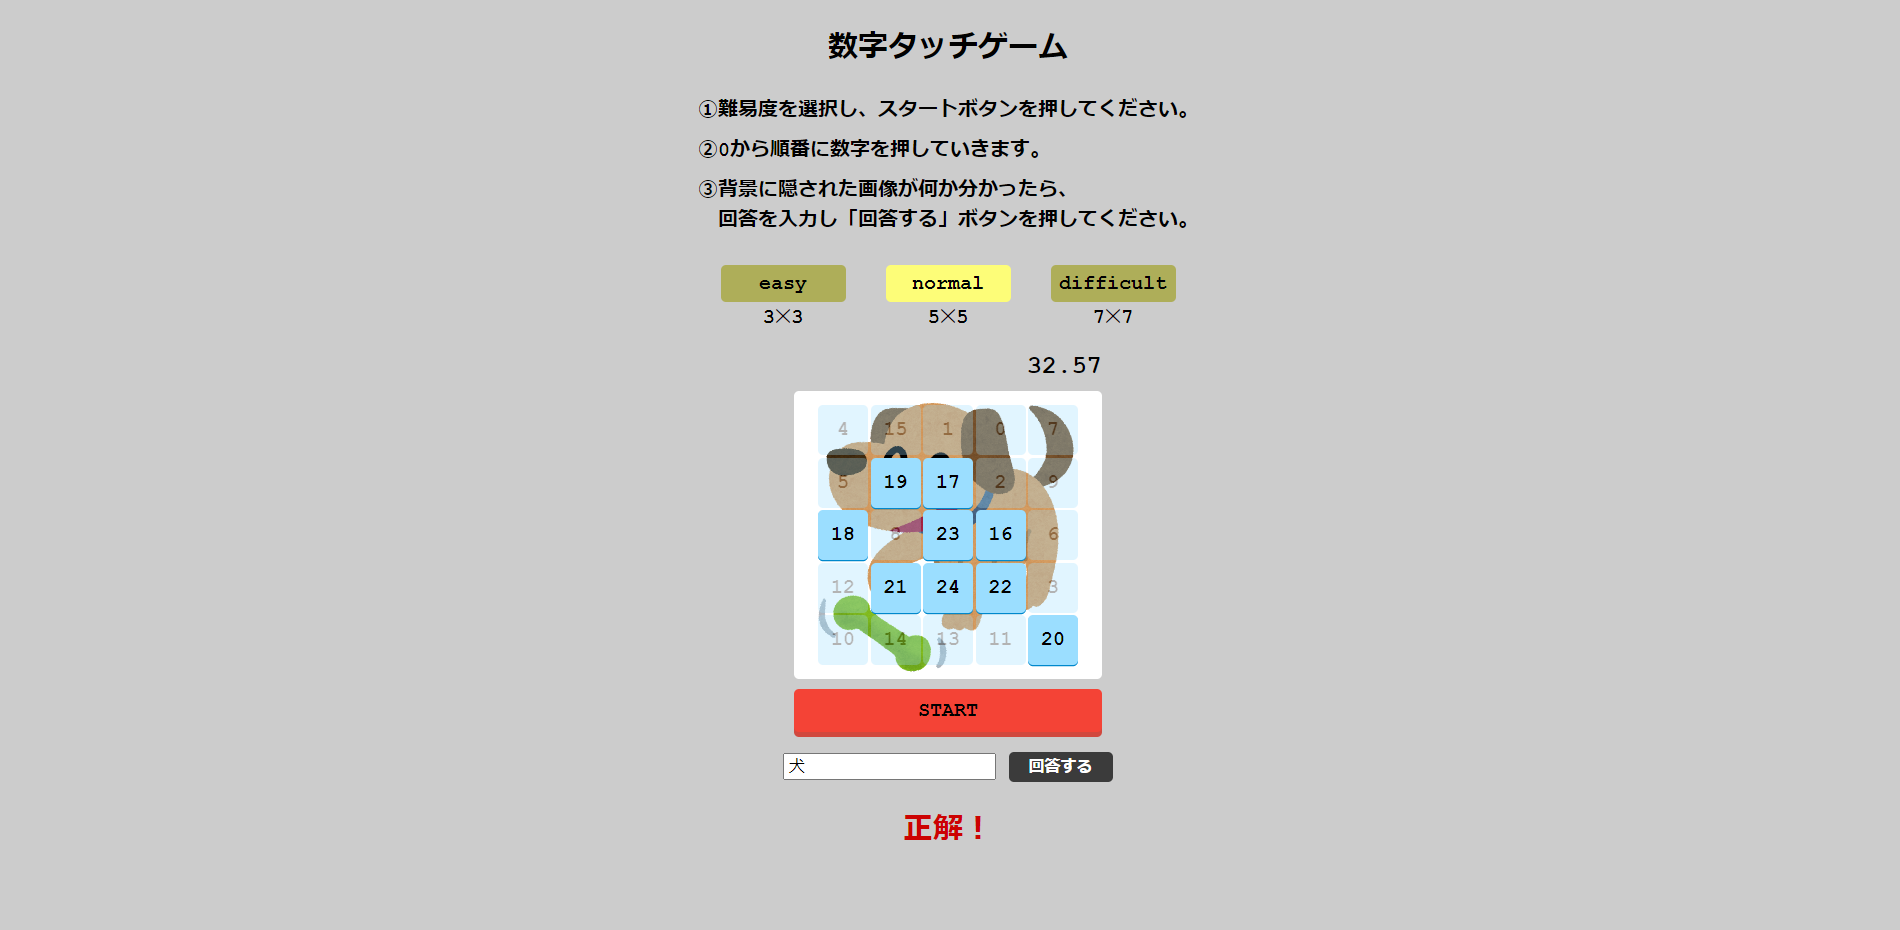 数字タッチゲーム
①難易度を選択し、スタートボタンを押してください。
②0から順番に数字を押していきます。
③背景に隠された画像が何か分かったら、
回答を入力し「回答する」ボタンを押してください。
easy normal difficult
3×3 5×5 7×7
32.57
4 15 1 0 7
5 19 17 2 9
18 8 23 16 6
12 21 24 22 3
10 14 13 11 20
START
犬 回答する
正解！